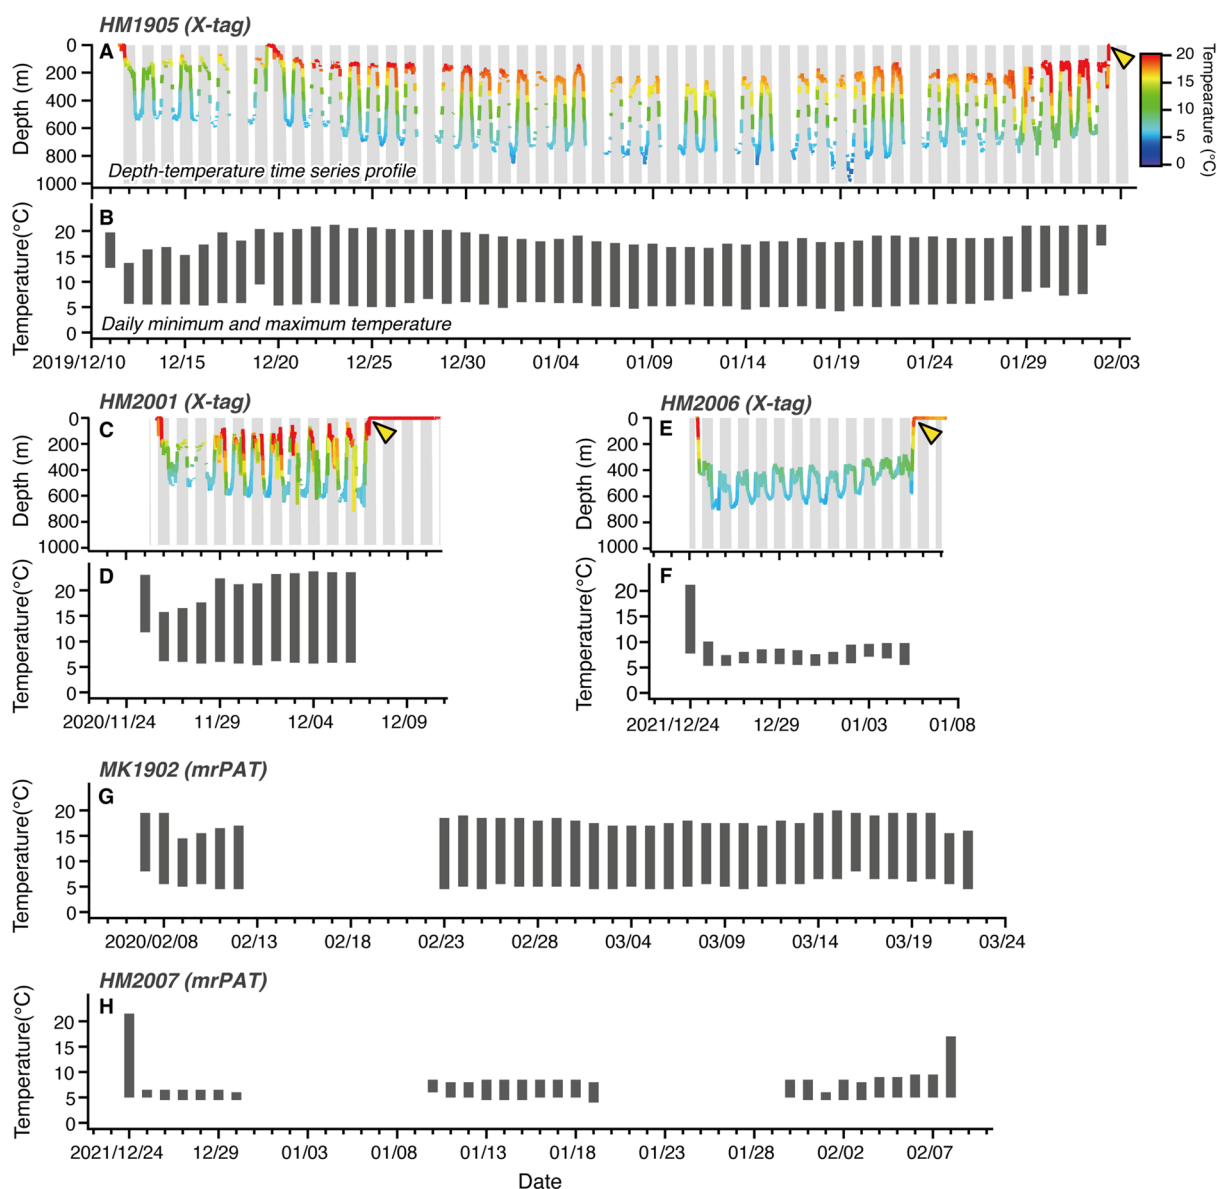 HM1905 (X-tag)
A
Depth (m)
0
200
400
600
800
1000
Depth-temperature time series profile
20
15
10
5
0
Tempearature (°C)
B
Temperature(°C)
20
15
10
5
0
Daily minimum and maximum temperature
2019/12/10 12/15 12/20 12/25 12/30 01/04 01/09 01/14 01/19 01/24 01/29 02/03
HM2001 (X-tag)
C
Depth (m)
0
200
400
600
800
1000
HM2006 (X-tag)
E
Depth (m)
0
200
400
600
800
1000
D
Temperature(°C)
20
15
10
5
0
2020/11/24 11/29 12/04 12/09
F
Temperature(°C)
20
15
10
5
0
2021/12/24 12/29 01/03 01/08
MK1902 (mrPAT)
G
Temperature(°C)
20
15
10
5
0
2020/02/08 02/13 02/18 02/23 02/28 03/04 03/09 03/14 03/19 03/24
HM2007 (mrPAT)
H
Temperature(°C)
20
15
10
5
0
2021/12/24 12/29 01/03 01/08 01/13 01/18 01/23 01/28 02/02 02/07
Date